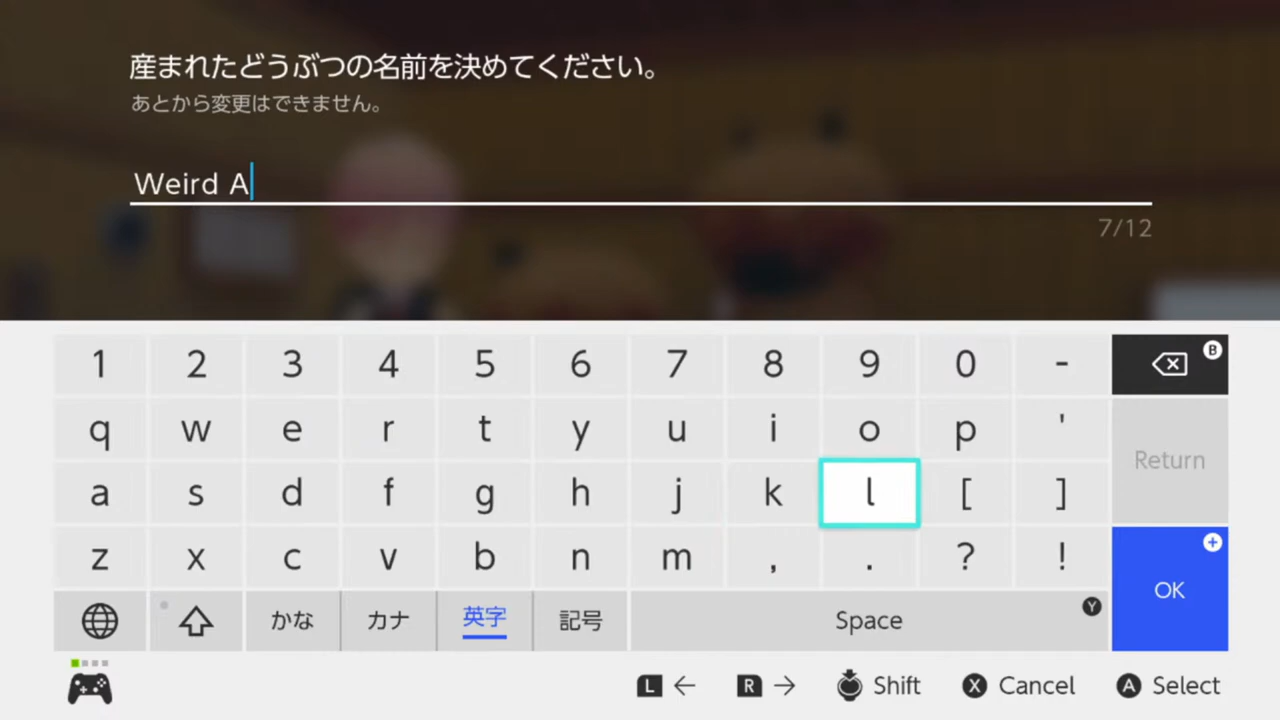 産まれたどうぶつの名前を決めてください。
あとから変更はできません。
Weird A
7/12
1 2 3 4 5 6 7 8 9 0 - B
q w e r t y u i o p '
Return
a s d f g h j k l [ ]
z x c v b n m , . ? !
OK
かな カナ 英字 記号 Space Y
L ← R → Shift X Cancel A Select